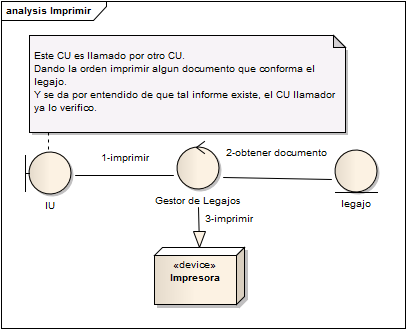 analysis Imprimir
Este CU es llamado por otro CU.
Dando la orden imprimir algun documento que conforma el
legajo.
Y se da por entendido de que tal informe existe, el CU llamador
ya lo verifico.
1-imprimir
2-obtener documento
IU
Gestor de Legajos
legajo
3-imprimir
«device»
Impresora